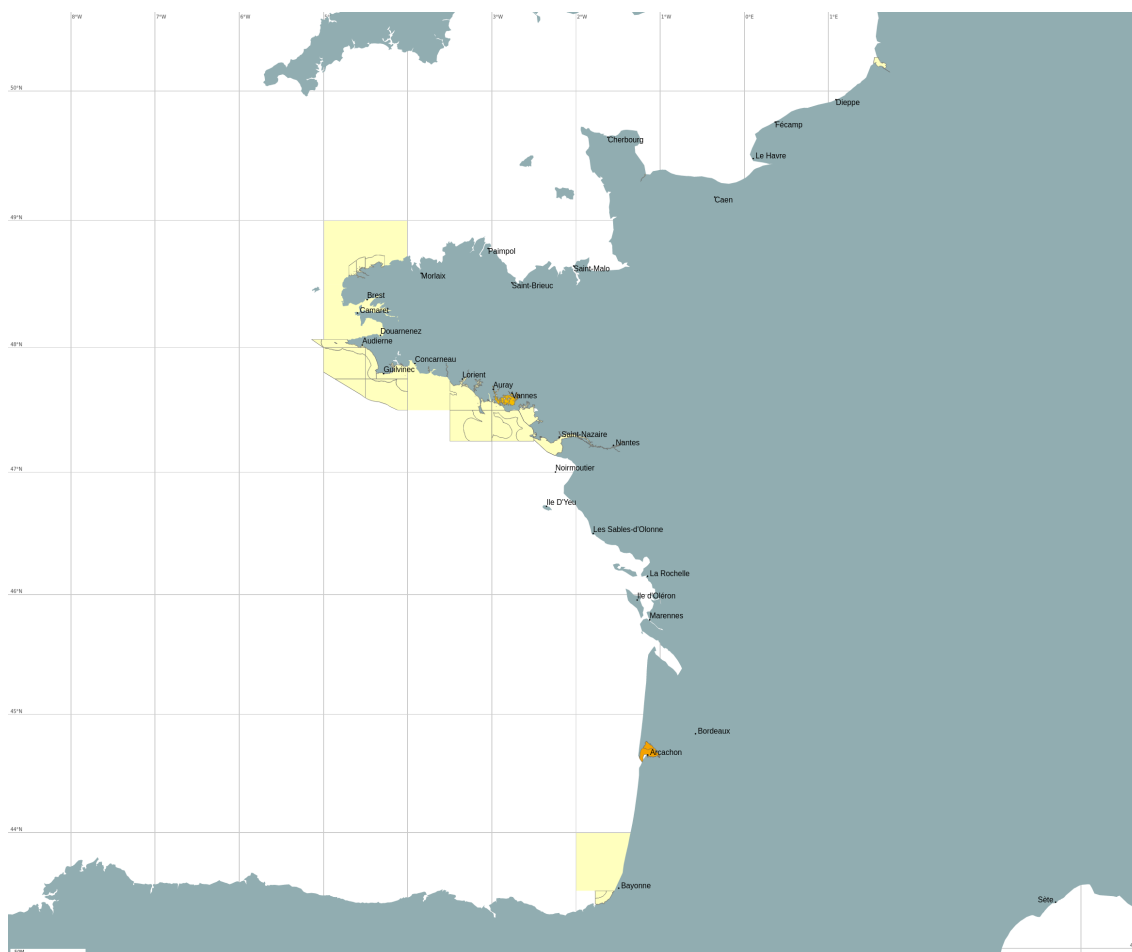 8°W
7°W
6°W
3°W
2°W
1°W
0°E
1°E
50°N
Dieppe
Fécamp
Cherbourg
Le Havre
Caen
49°N
Paimpol
Saint-Malo
Morlaix
Saint-Brieuc
Brest
Camaret
Douarnenez
Audierne
48°N
Concarneau
Guilvinec
Lorient
Auray
Vannes
Saint-Nazaire
Nantes
47°N
Noirmoutier
Ile D'Yeu
Les Sables-d'Olonne
La Rochelle
46°N
Ile d'Oléron
Marennes
45°N
Bordeaux
Arcachon
44°N
Bayonne
Sète